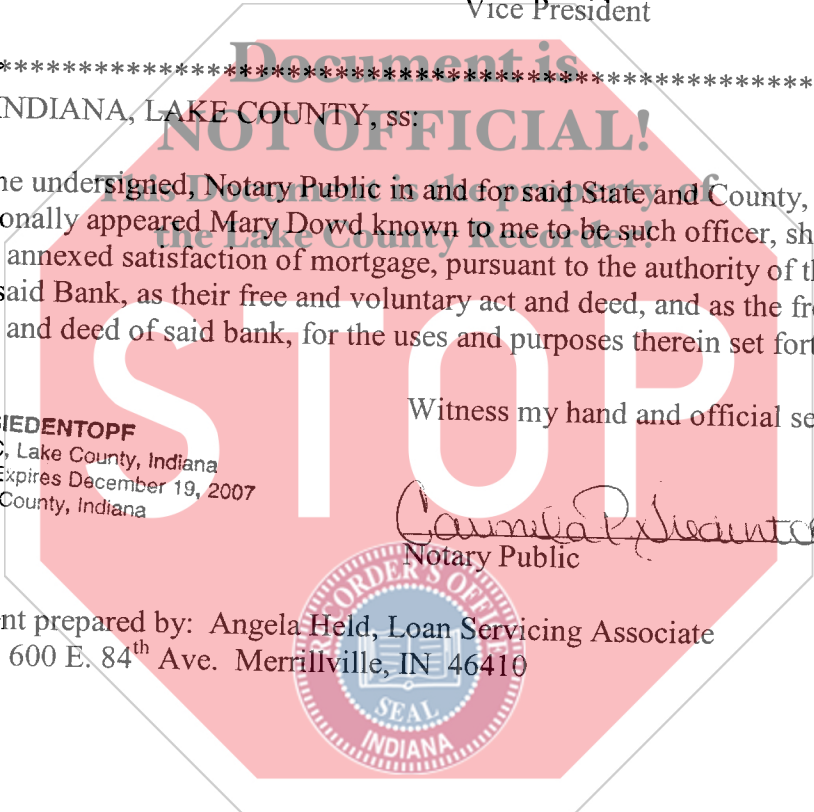 Vice President
Document is
****************************************************************
INDIANA, LAKE COUNTY, ss:
NOT OFFICIAL!
undersigned, Notary Public in and for said State and County,
This Document is the property of
onally appeared Mary Dowd known to me to be such officer, sh
the Lake County Recorder!
annexed satisfaction of mortgage, pursuant to the authority of th
said Bank, as their free and voluntary act and deed, and as the fr
and deed of said bank, for the uses and purposes therein set fort
STOP
Witness my hand and official se
IEDENTOPF
, Lake County, Indiana
xpires December 19, 2007
County, Indiana
Notary Public
RECORDER'S OFFICE
nt prepared by: Angela Held, Loan Servicing Associate
600 E. 84th Ave. Merrillville, IN 46410
SEAL
INDIANA